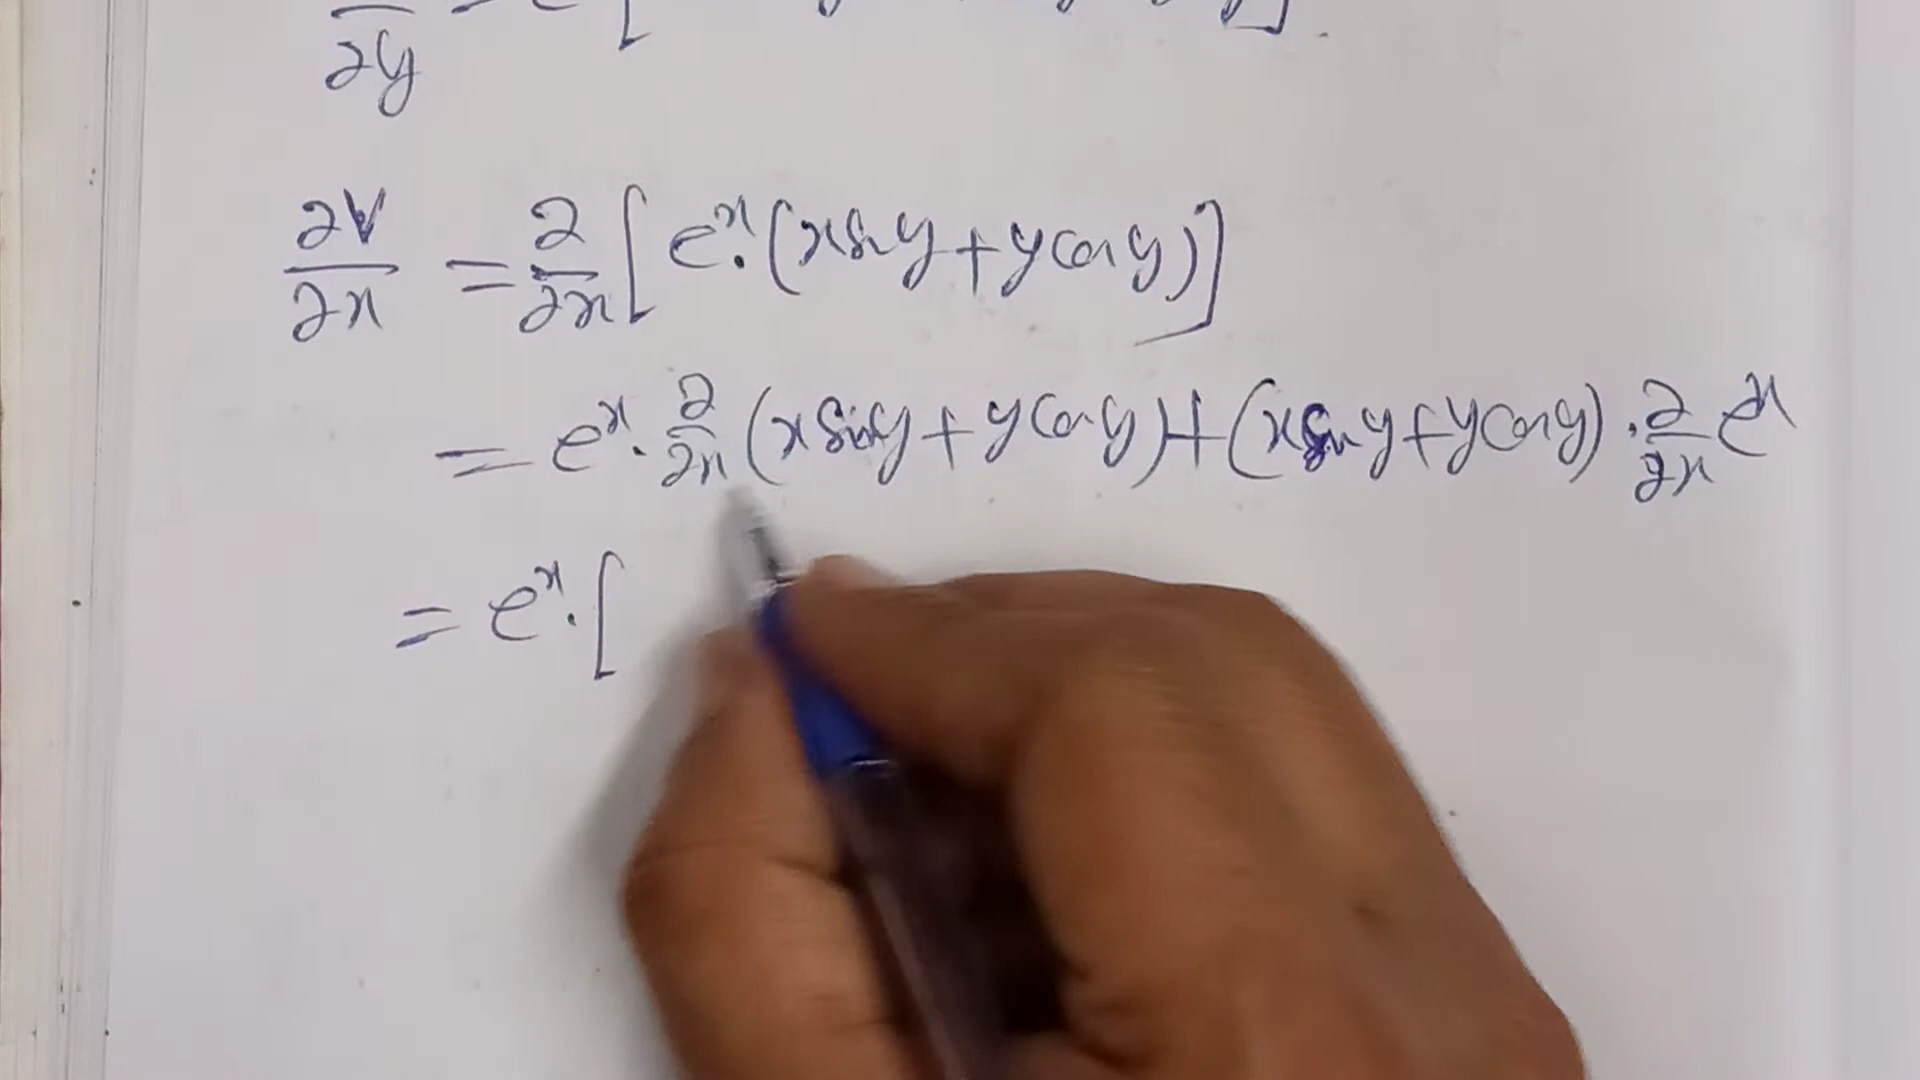 ∂y = e [ ]
∂V/∂x = ∂/∂x [ e^x . (x sin y + y cos y) ]
= e^x . ∂/∂x (x sin y + y cos y) + (x sin y + y cos y) . ∂/∂x e^x
= e^x . [